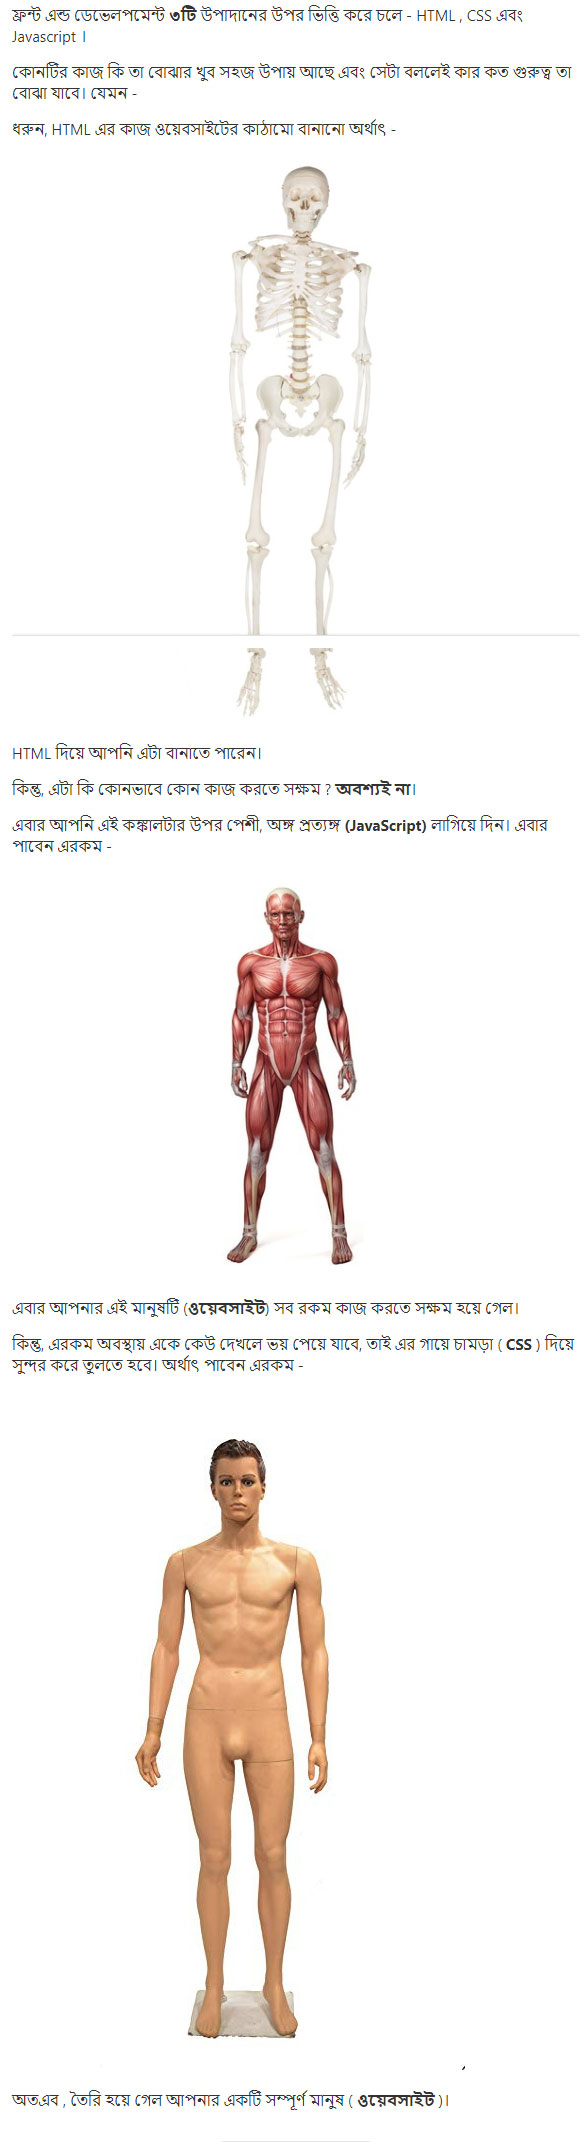 ফ্রন্ট এন্ড ডেভেলপমেন্ট ৩টি উপাদানের উপর ভিত্তি করে চলে - HTML , CSS এবং
Javascript ।
কোনটির কাজ কি তা বোঝার খুব সহজ উপায় আছে এবং সেটা বললেই কার কত গুরুত্ব তা
বোঝা যাবে। যেমন -
ধরুন, HTML এর কাজ ওয়েবসাইটের কাঠামো বানানো অর্থাৎ -
HTML দিয়ে আপনি এটা বানাতে পারেন।
কিন্তু, এটা কি কোনভাবে কোন কাজ করতে সক্ষম ? অবশ্যই না।
এবার আপনি এই কঙ্কালটার উপর পেশী, অঙ্গ প্রত্যঙ্গ (JavaScript) লাগিয়ে দিন। এবার
পাবেন এরকম -
এবার আপনার এই মানুষটি (ওয়েবসাইট) সব রকম কাজ করতে সক্ষম হয়ে গেল।
কিন্তু, এরকম অবস্থায় একে কেউ দেখলে ভয় পেয়ে যাবে, তাই এর গায়ে চামড়া ( CSS ) দিয়ে
সুন্দর করে তুলতে হবে। অর্থাৎ পাবেন এরকম -
অতএব , তৈরি হয়ে গেল আপনার একটি সম্পূর্ণ মানুষ ( ওয়েবসাইট )।